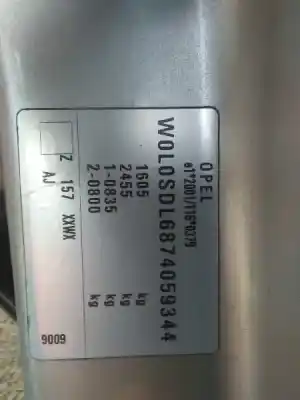 OPEL
e1*2001/116*0379
W0L0SDL6874059344
1605 kg
2455 kg
1-0835 kg
2-0800 kg
Z 157 XXWX
AJ
9009